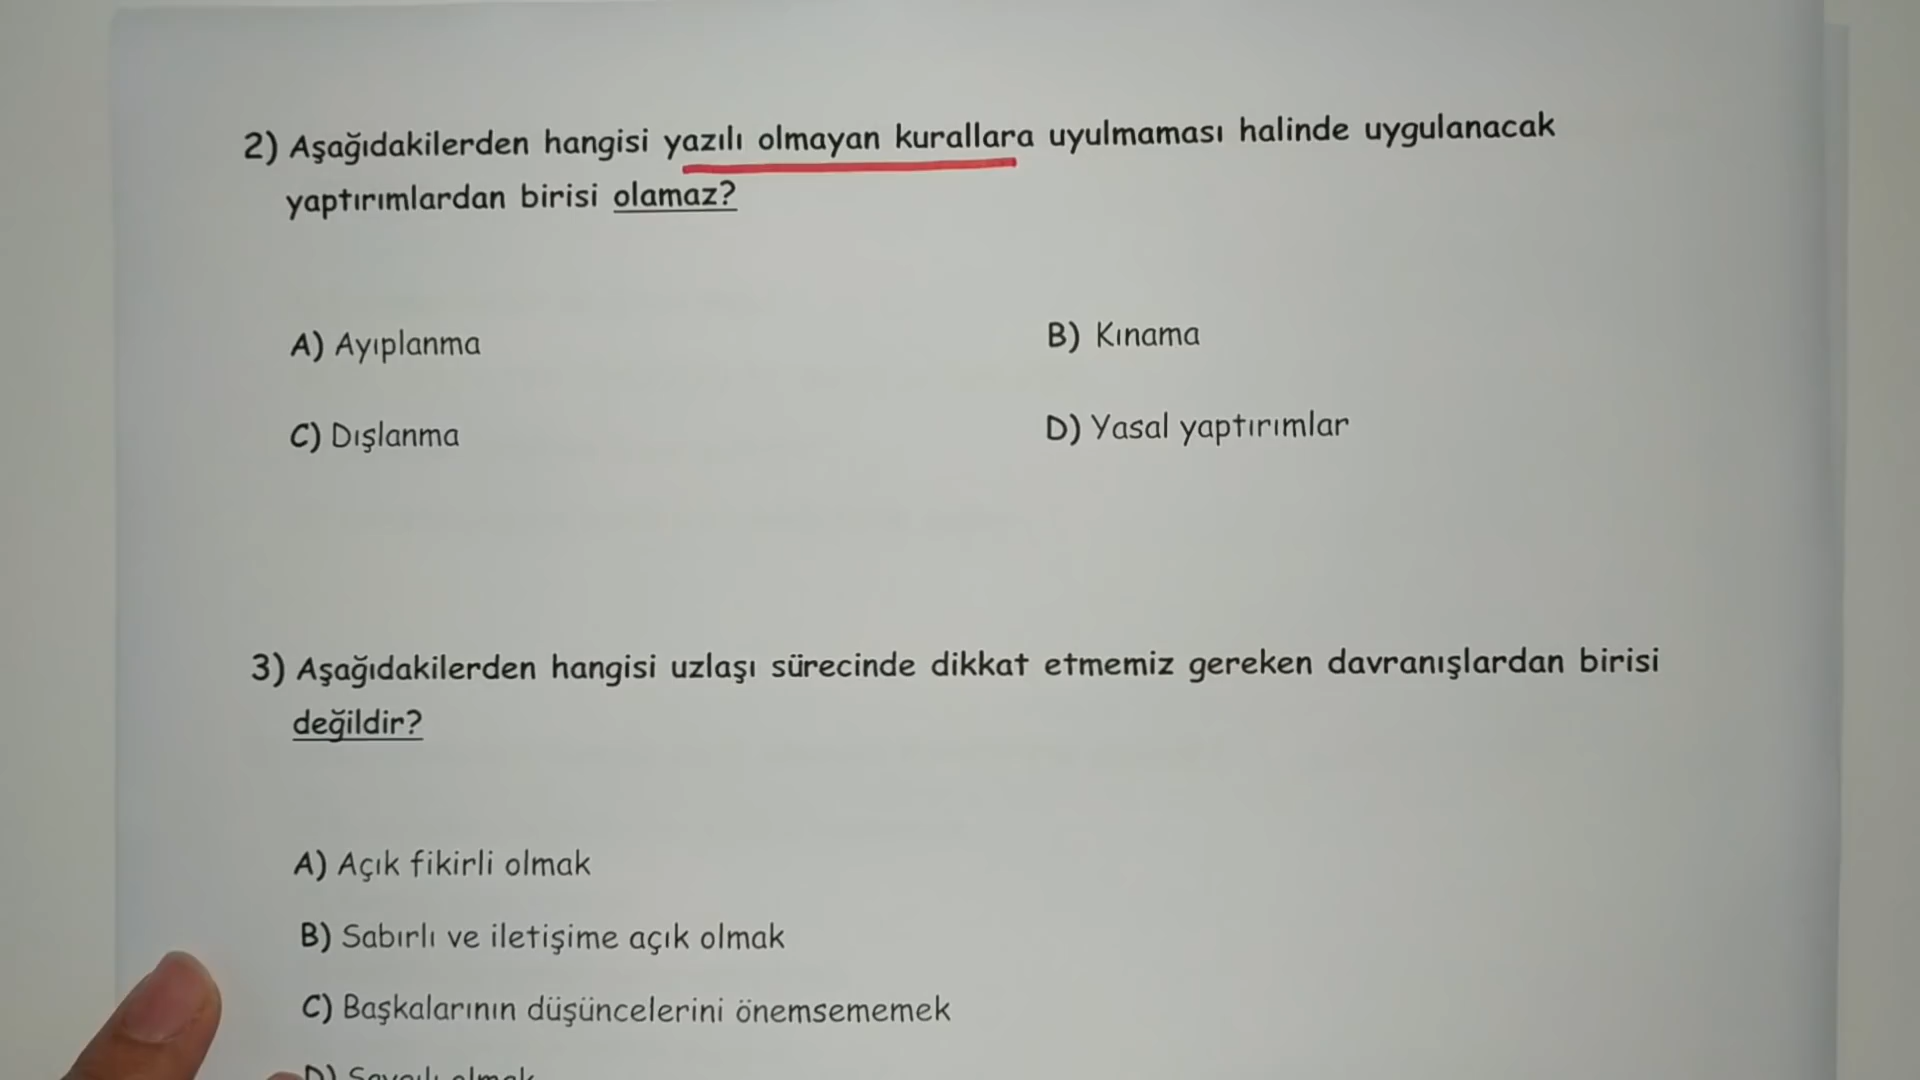 2) Aşağıdakilerden hangisi yazılı olmayan kurallara uyulmaması halinde uygulanacak
yaptırımlardan birisi olamaz?
A) Ayıplanma
B) Kınama
C) Dışlanma
D) Yasal yaptırımlar
3) Aşağıdakilerden hangisi uzlaşı sürecinde dikkat etmemiz gereken davranışlardan birisi
değildir?
A) Açık fikirli olmak
B) Sabırlı ve iletişime açık olmak
C) Başkalarının düşüncelerini önemsememek
D) Saygılı olmak